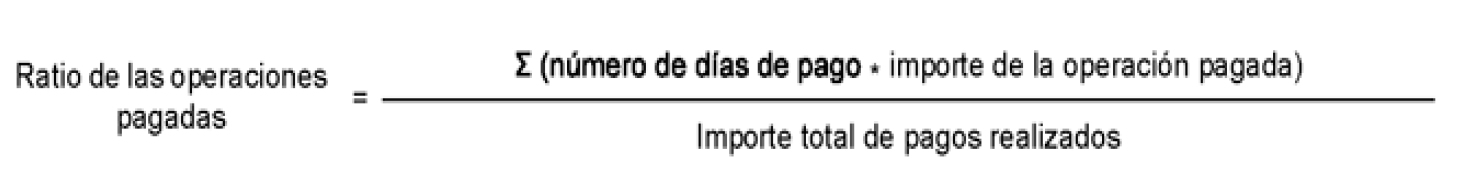 Ratio de las operaciones
pagadas
=
Σ (número de días de pago * importe de la operación pagada)
Importe total de pagos realizados